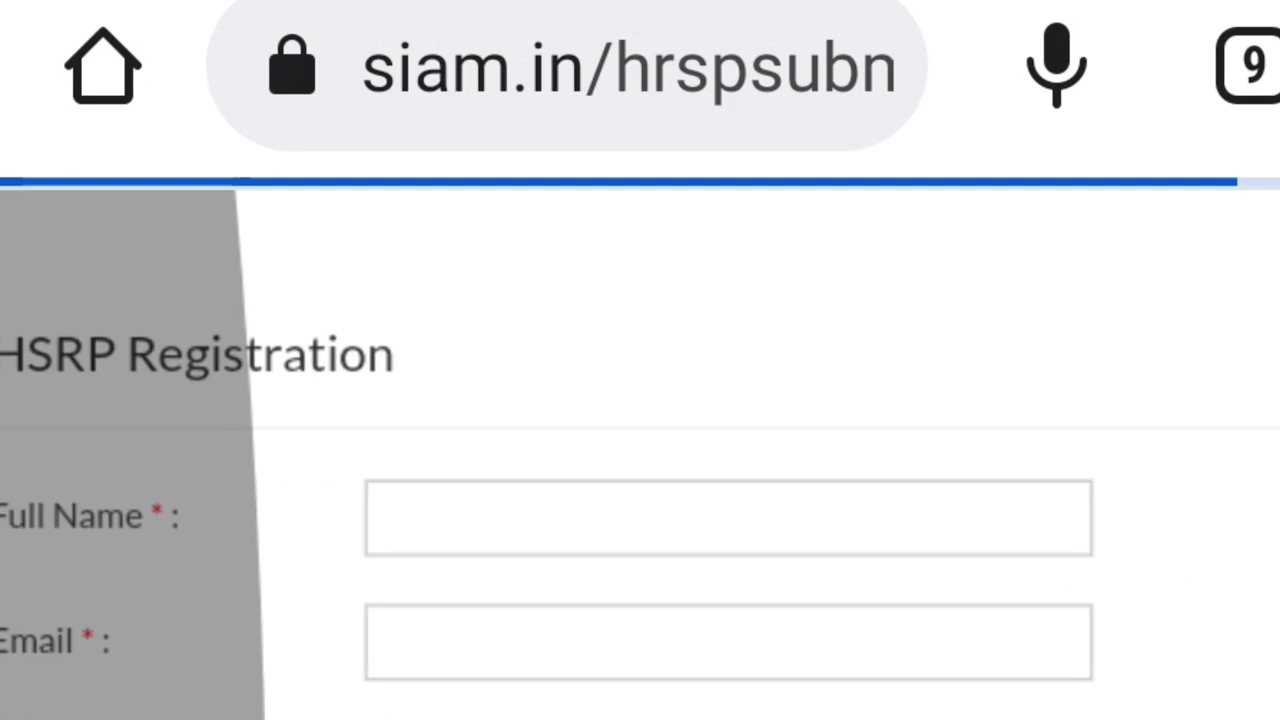 siam.in/hrspsubn
9
HSRP Registration
Full Name * :
Email * :